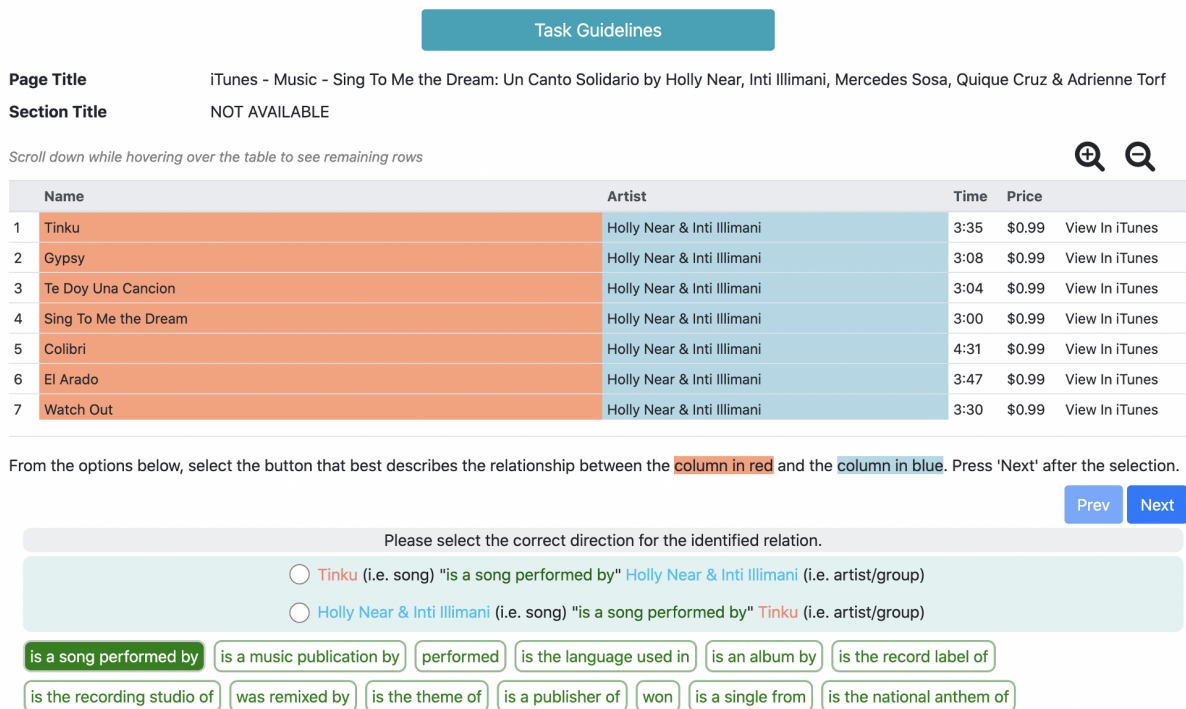 Task Guidelines
Page Title iTunes - Music - Sing To Me the Dream: Un Canto Solidario by Holly Near, Inti Illimani, Mercedes Sosa, Quique Cruz & Adrienne Torf
Section Title NOT AVAILABLE
Scroll down while hovering over the table to see remaining rows
Name Artist Time Price
1 Tinku Holly Near & Inti Illimani 3:35 $0.99 View In iTunes
2 Gypsy Holly Near & Inti Illimani 3:08 $0.99 View In iTunes
3 Te Doy Una Cancion Holly Near & Inti Illimani 3:04 $0.99 View In iTunes
4 Sing To Me the Dream Holly Near & Inti Illimani 3:00 $0.99 View In iTunes
5 Colibri Holly Near & Inti Illimani 4:31 $0.99 View In iTunes
6 El Arado Holly Near & Inti Illimani 3:47 $0.99 View In iTunes
7 Watch Out Holly Near & Inti Illimani 3:30 $0.99 View In iTunes
From the options below, select the button that best describes the relationship between the column in red and the column in blue. Press 'Next' after the selection.
Prev Next
Please select the correct direction for the identified relation.
Tinku (i.e. song) "is a song performed by" Holly Near & Inti Illimani (i.e. artist/group)
Holly Near & Inti Illimani (i.e. song) "is a song performed by" Tinku (i.e. artist/group)
is a song performed by is a music publication by performed is the language used in is an album by is the record label of
is the recording studio of was remixed by is the theme of is a publisher of won is a single from is the national anthem of